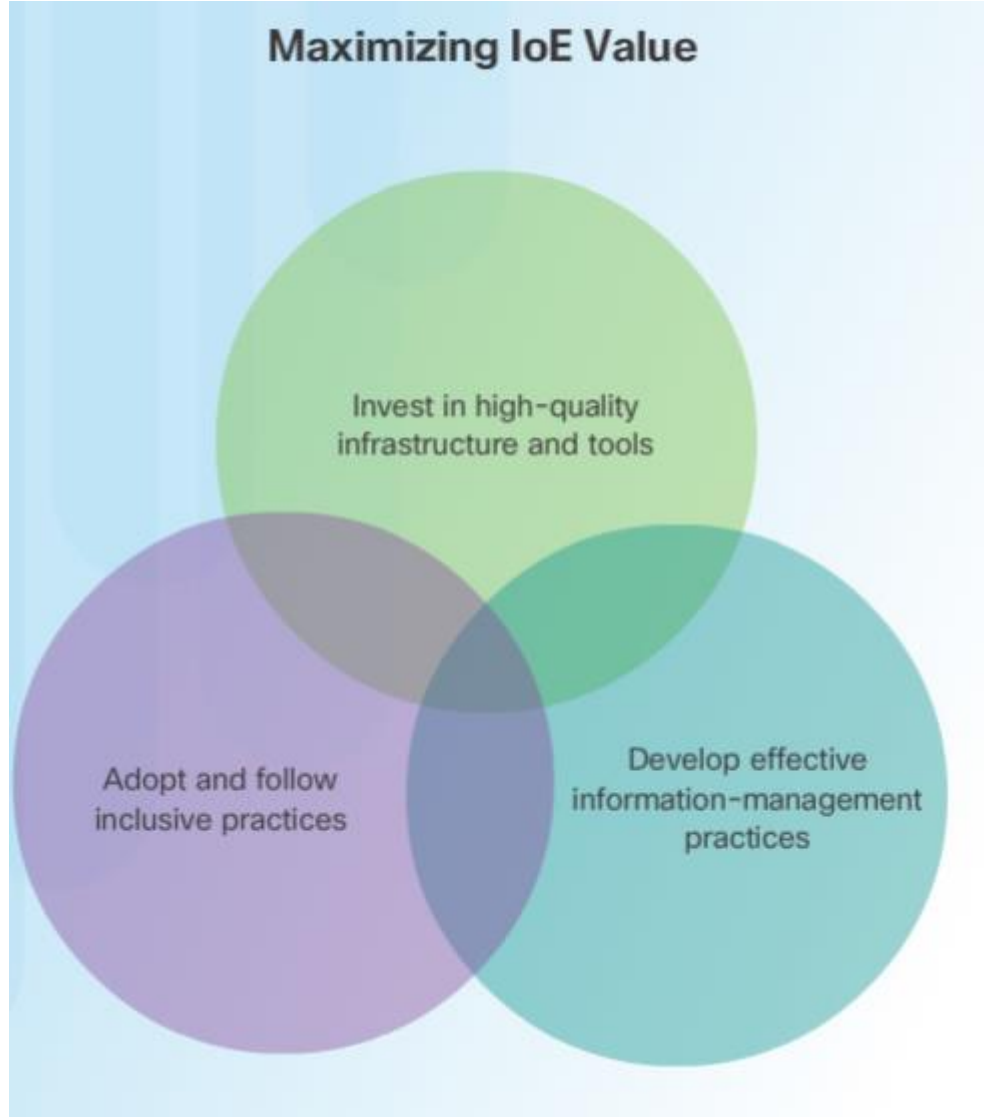 Maximizing IoE Value
Invest in high-quality
infrastructure and tools
Adopt and follow
inclusive practices
Develop effective
information-management
practices